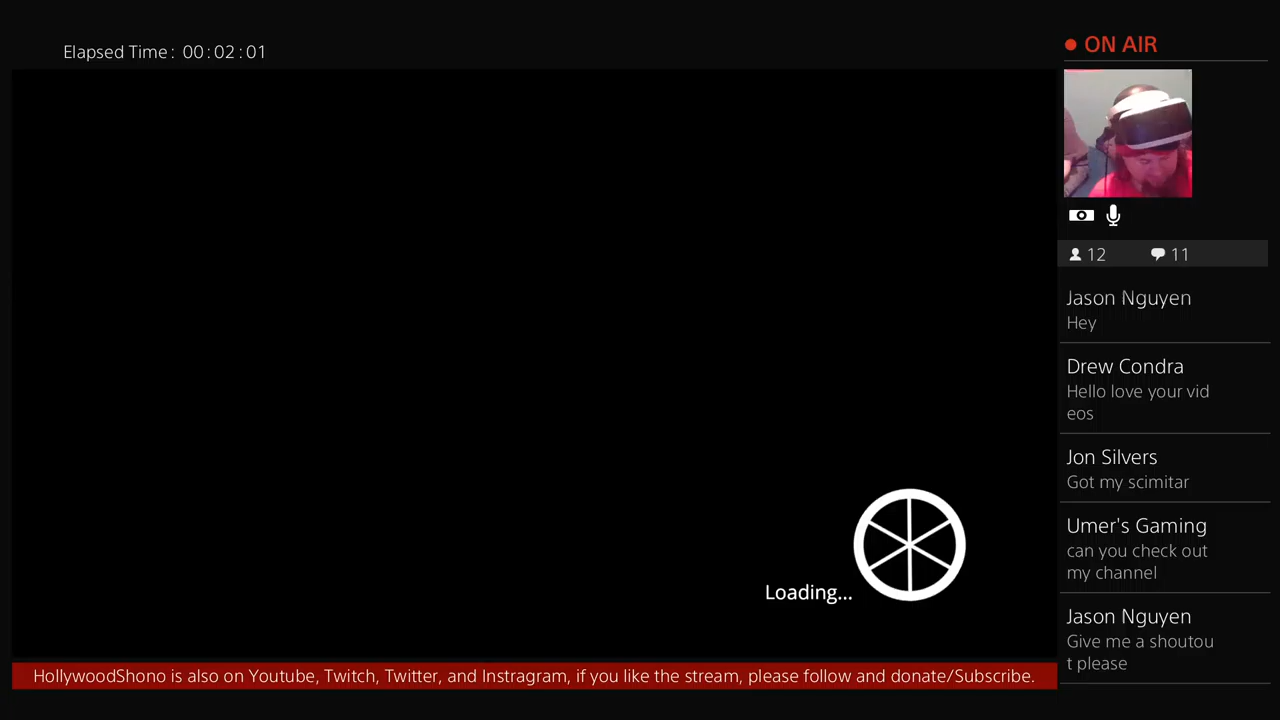 Elapsed Time: 00:02:01
ON AIR
12 11
Jason Nguyen
Hey
Drew Condra
Hello love your vid
eos
Jon Silvers
Got my scimitar
Umer's Gaming
can you check out
my channel
Jason Nguyen
Give me a shoutou
t please
Loading...
HollywoodShono is also on Youtube, Twitch, Twitter, and Instragram, if you like the stream, please follow and donate/Subscribe.